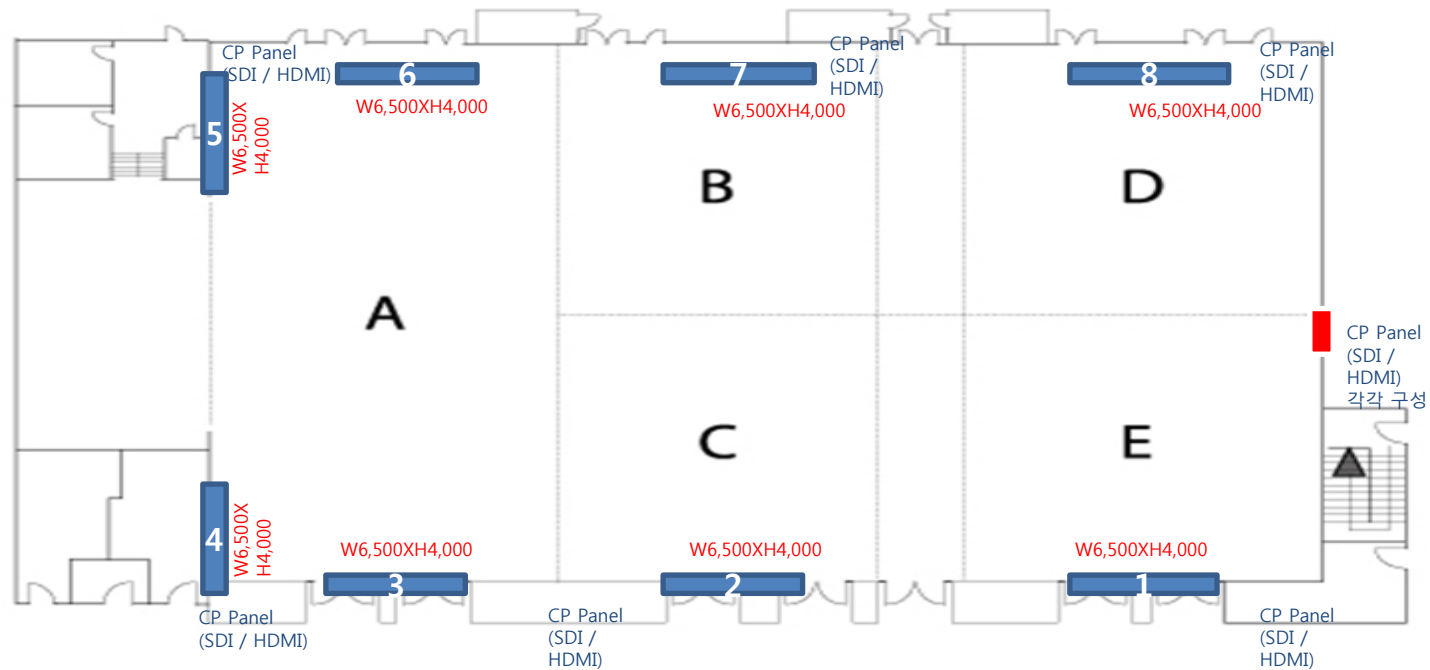 CP Panel
(SDI / HDMI)
6
W6,500XH4,000
7
W6,500XH4,000
CP Panel
(SDI /
HDMI)
8
W6,500XH4,000
CP Panel
(SDI /
HDMI)
5
W6,500X
H4,000
B
D
A
CP Panel
(SDI /
HDMI)
각각 구성
C
E
4
W6,500X
H4,000
W6,500XH4,000
3
W6,500XH4,000
2
W6,500XH4,000
1
CP Panel
(SDI / HDMI)
CP Panel
(SDI /
HDMI)
CP Panel
(SDI /
HDMI)